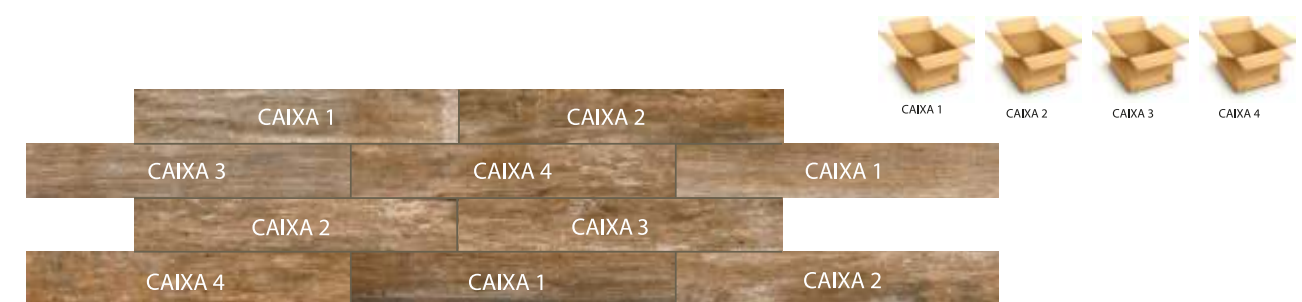 CAIXA 1 CAIXA 2 CAIXA 3 CAIXA 4
CAIXA 1 CAIXA 2
CAIXA 3 CAIXA 4 CAIXA 1
CAIXA 2 CAIXA 3
CAIXA 4 CAIXA 1 CAIXA 2